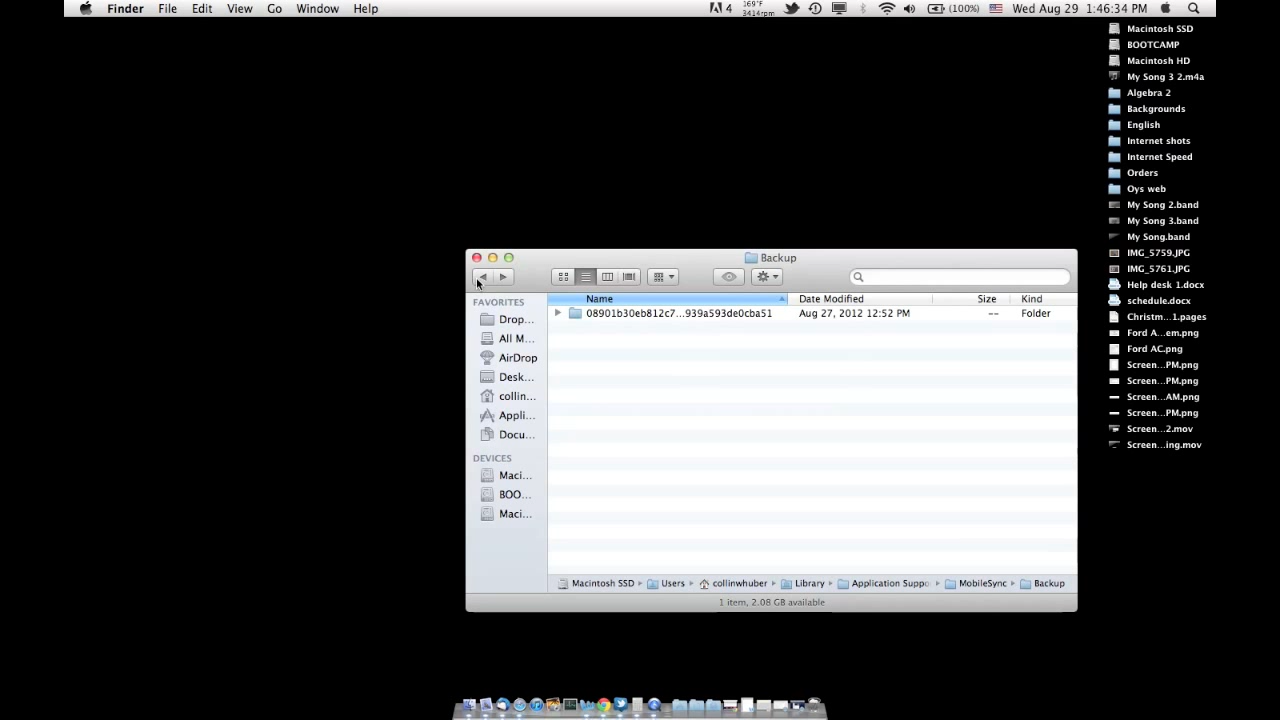 Finder File Edit View Go Window Help 4 169°F 3414rpm (100%) Wed Aug 29 1:46:34 PM
Macintosh SSD
BOOTCAMP
Macintosh HD
My Song 3 2.m4a
Algebra 2
Backgrounds
English
Internet shots
Internet Speed
Orders
Oys web
My Song 2.band
My Song 3.band
My Song.band
IMG_5759.JPG
IMG_5761.JPG
Help desk 1.docx
schedule.docx
Christm...1.pages
Ford A...em.png
Ford AC.png
Screen...PM.png
Screen...PM.png
Screen...AM.png
Screen...PM.png
Screen...2.mov
Screen...ing.mov
Backup
FAVORITES
Drop...
All M...
AirDrop
Desk...
collin...
Appli...
Docu...
DEVICES
Maci...
BOO...
Maci...
Name Date Modified Size Kind
08901b30eb812c7...939a593de0cba51 Aug 27, 2012 12:52 PM -- Folder
Macintosh SSD Users collinwhuber Library Application Suppo MobileSync Backup
1 item, 2.08 GB available